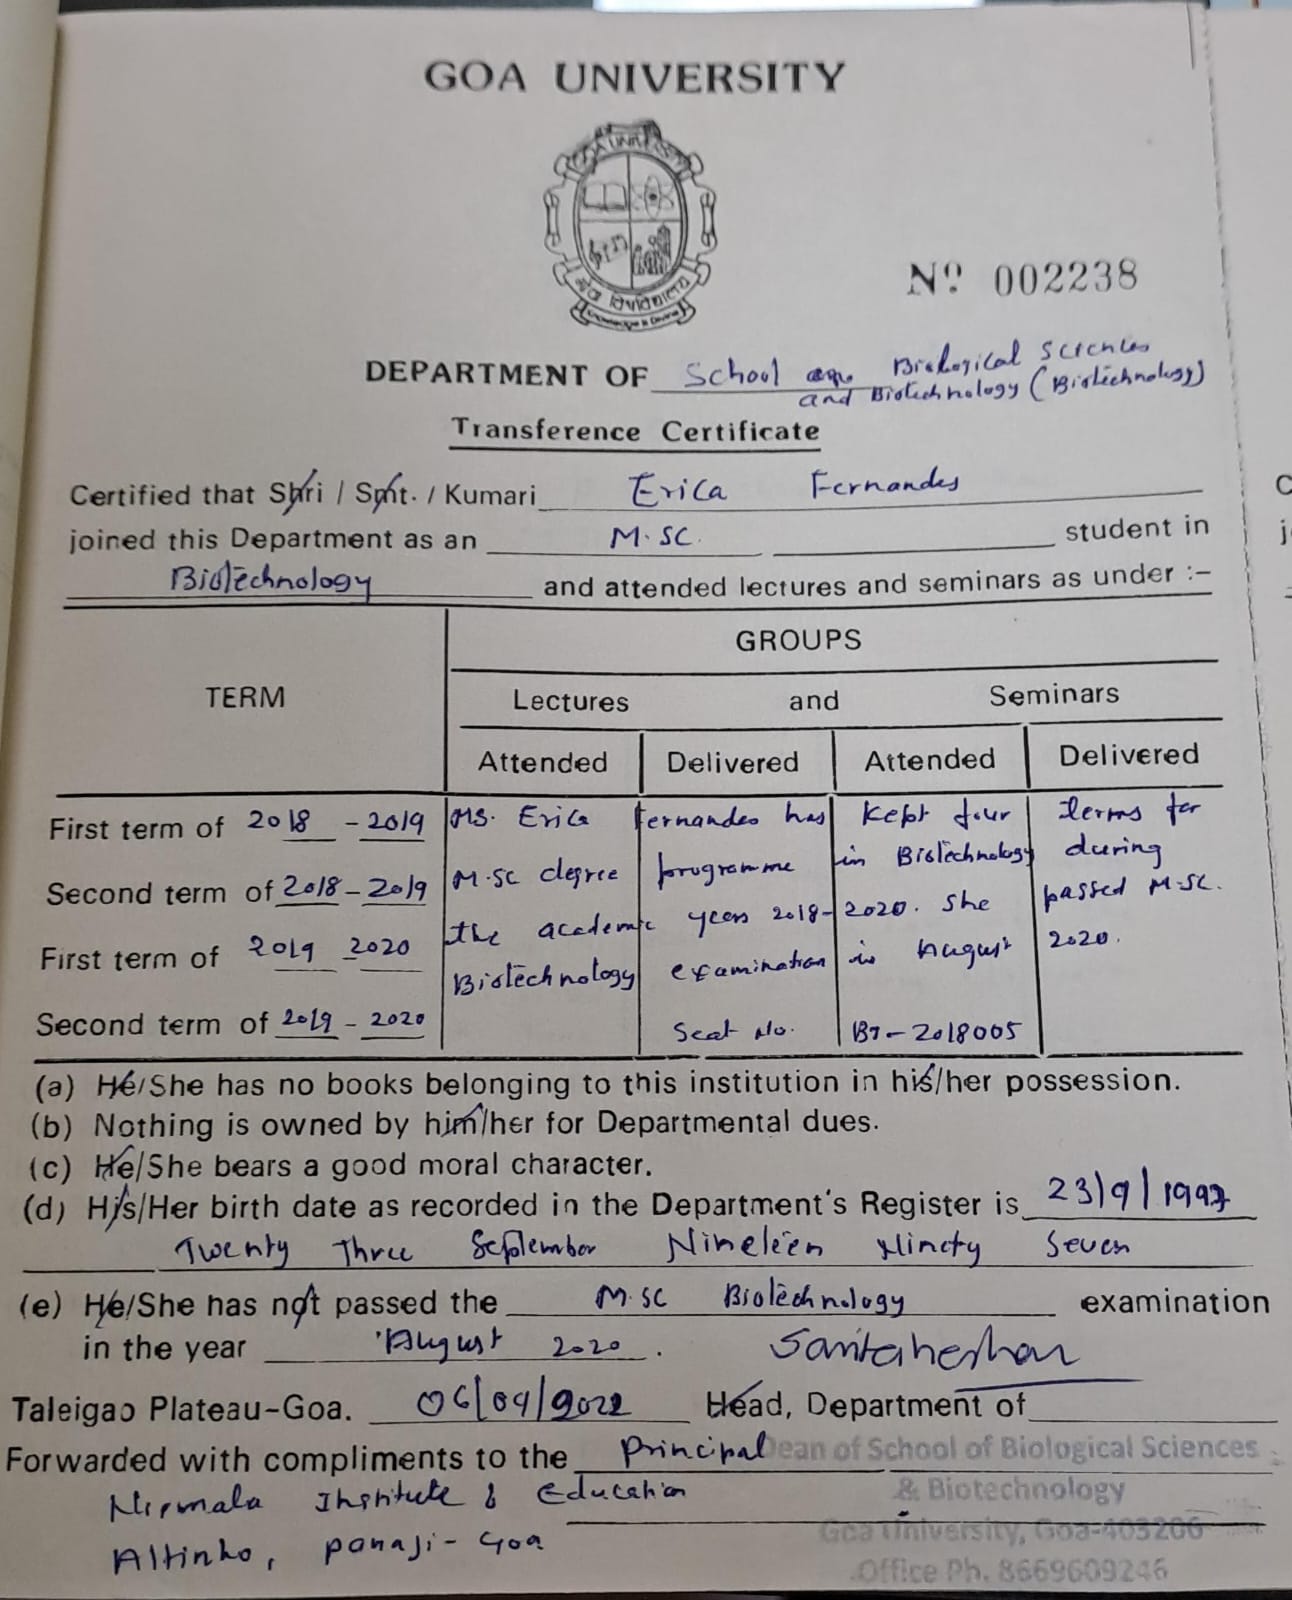 GOA UNIVERSITY
GOA UNIVERSITY
Knowledge is Divine
Nº 002238
DEPARTMENT OF School Biological Sciences
and Biotechnology (Biotechnology)
Transference Certificate
Certified that Shri / Smt. / Kumari Erica Fernandes
joined this Department as an M.SC. student in
Biotechnology and attended lectures and seminars as under :-
TERM
GROUPS
Lectures and Seminars
Attended Delivered Attended Delivered
First term of 2018 - 2019 Ms. Erica Fernandes has kept four terms for
Second term of 2018 - 2019 M.SC degree programme in Biotechnology during
First term of 2019 2020 the academic years 2018-2020. She passed M.SC.
Biotechnology examination in August 2020.
Second term of 2019 - 2020 Seat No. BT-2018005
(a) He/She has no books belonging to this institution in his/her possession.
(b) Nothing is owned by him/her for Departmental dues.
(c) He/She bears a good moral character.
(d) His/Her birth date as recorded in the Department's Register is 23/9/1997
Twenty Three September Nineteen Ninety Seven
(e) He/She has not passed the M.SC Biotechnology examination
in the year August 2020.
Taleigao Plateau-Goa. 06/09/2022 Head, Department of
Forwarded with compliments to the Principal
Dean of School of Biological Sciences
Nirmala Institute of Education
& Biotechnology
Goa University, Goa-403206
Altinho, Panaji - Goa
Office Ph. 8669609246